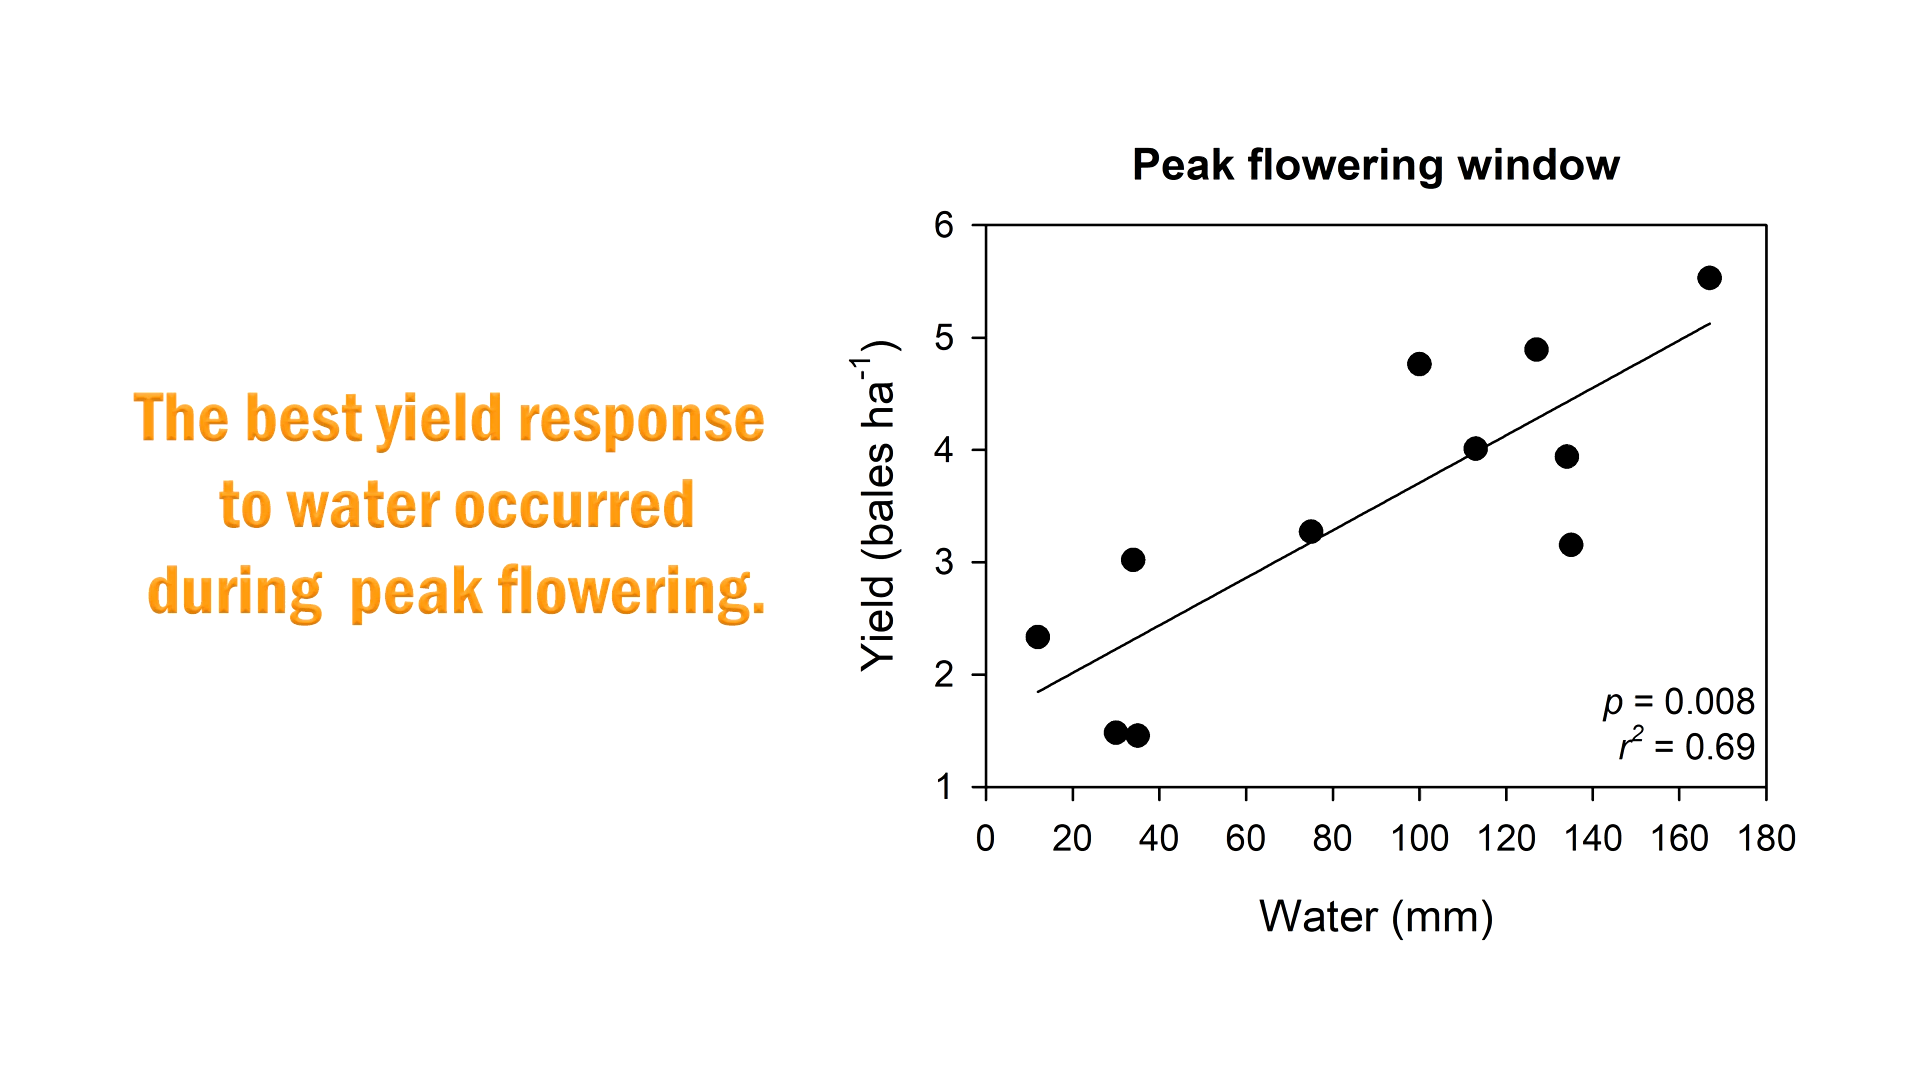 The best yield response
to water occurred
during  peak flowering.
Peak flowering window
6
5
4
3
2
1
Yield (bales ha⁻¹)
p = 0.008
r² = 0.69
0 20 40 60 80 100 120 140 160 180
Water (mm)